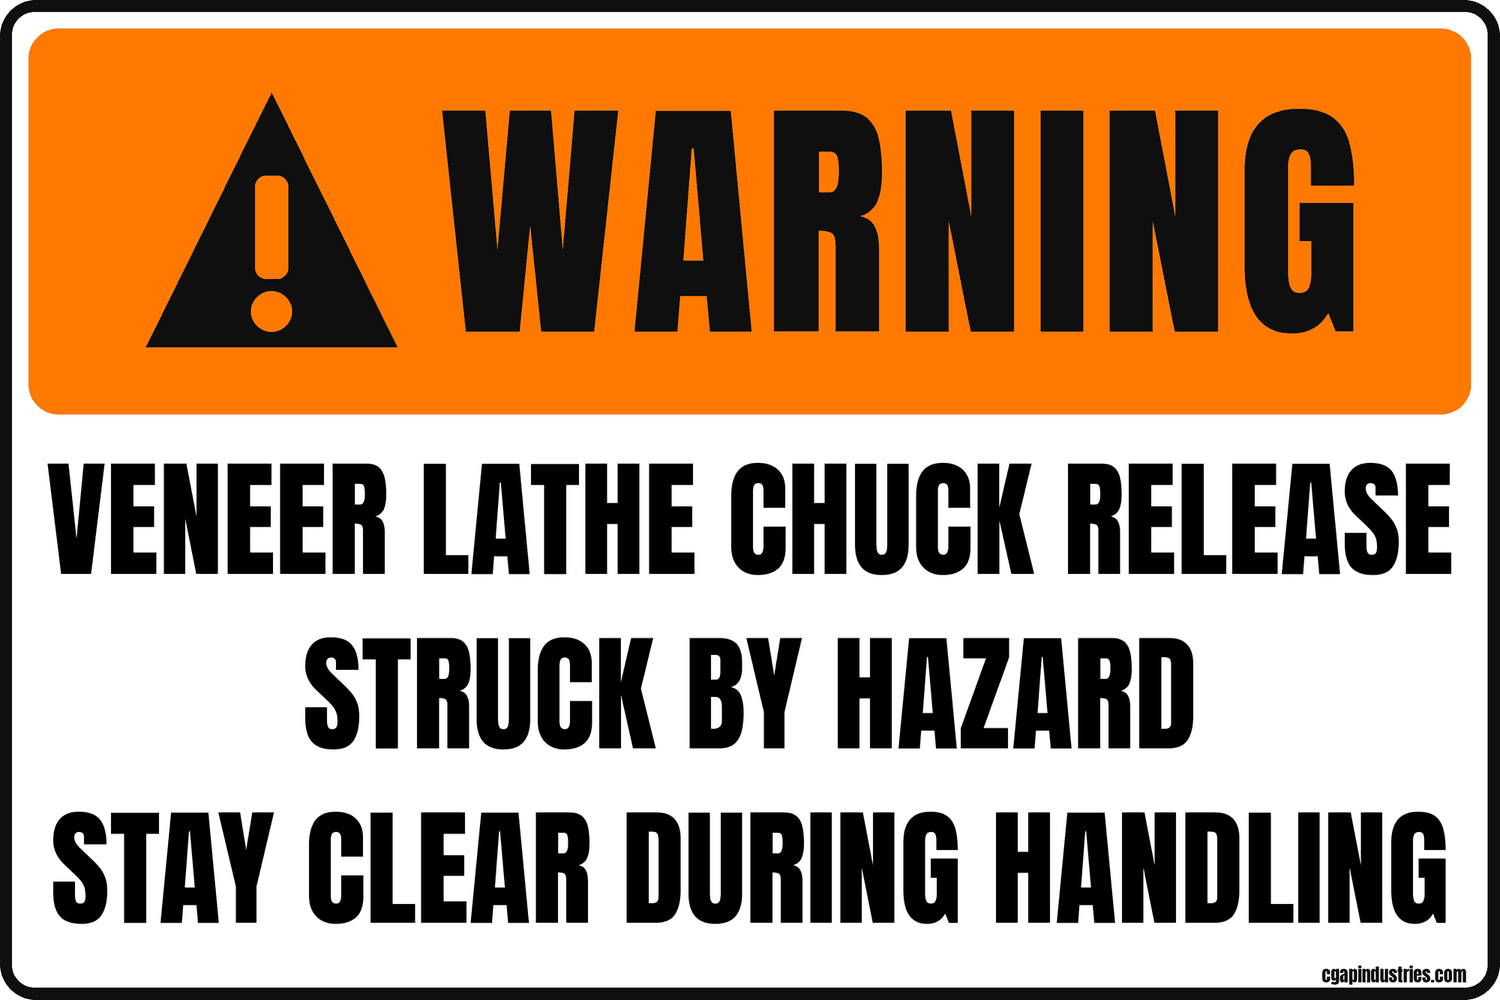 WARNING
VENEER LATHE CHUCK RELEASE
STRUCK BY HAZARD
STAY CLEAR DURING HANDLING
cgapindustries.com